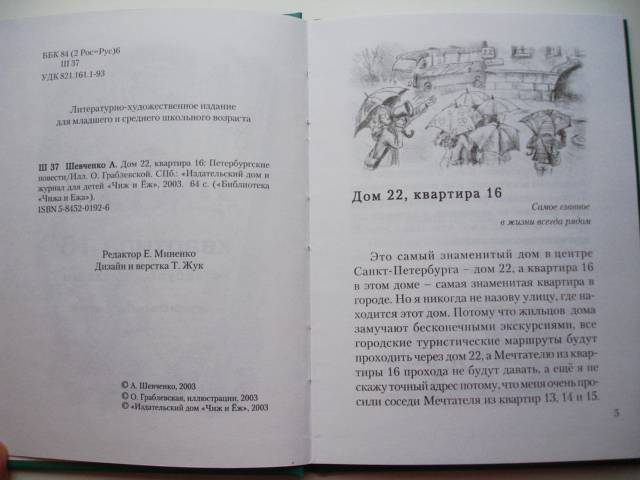 ББК 84 (2 Рос=Рус)6
Ш 37
УДК 821.161.1-93
Литературно-художественное издание
для младшего и среднего школьного возраста
Ш 37 Шевченко А. Дом 22, квартира 16: Петербургские
повести/Илл. О. Граблевской. СПб.: «Издательский дом и
журнал для детей «Чиж и Ёж», 2003. 64 с. («Библиотека
«Чижа и Ежа»).
ISBN 5-8452-0192-6
Редактор Е. Миненко
Дизайн и верстка Т. Жук
© А. Шевченко, 2003
© О. Граблевская, иллюстрации, 2003
© «Издательский дом "Чиж и Ёж", 2003
Дом 22, квартира 16
Самое главное
в жизни всегда рядом
Это самый знаменитый дом в центре
Санкт-Петербурга – дом 22, а квартира 16
в этом доме – самая знаменитая квартира в
городе. Но я никогда не назову улицу, где на-
ходится этот дом. Потому что жильцов дома
замучают бесконечными экскурсиями, все
городские туристические маршруты будут
проходить через дом 22, а Мечтателю из квар-
тиры 16 прохода не будут давать, а ещё я не
скажу точный адрес потому, что меня очень про-
сили соседи Мечтателя из квартир 13, 14 и 15.
3